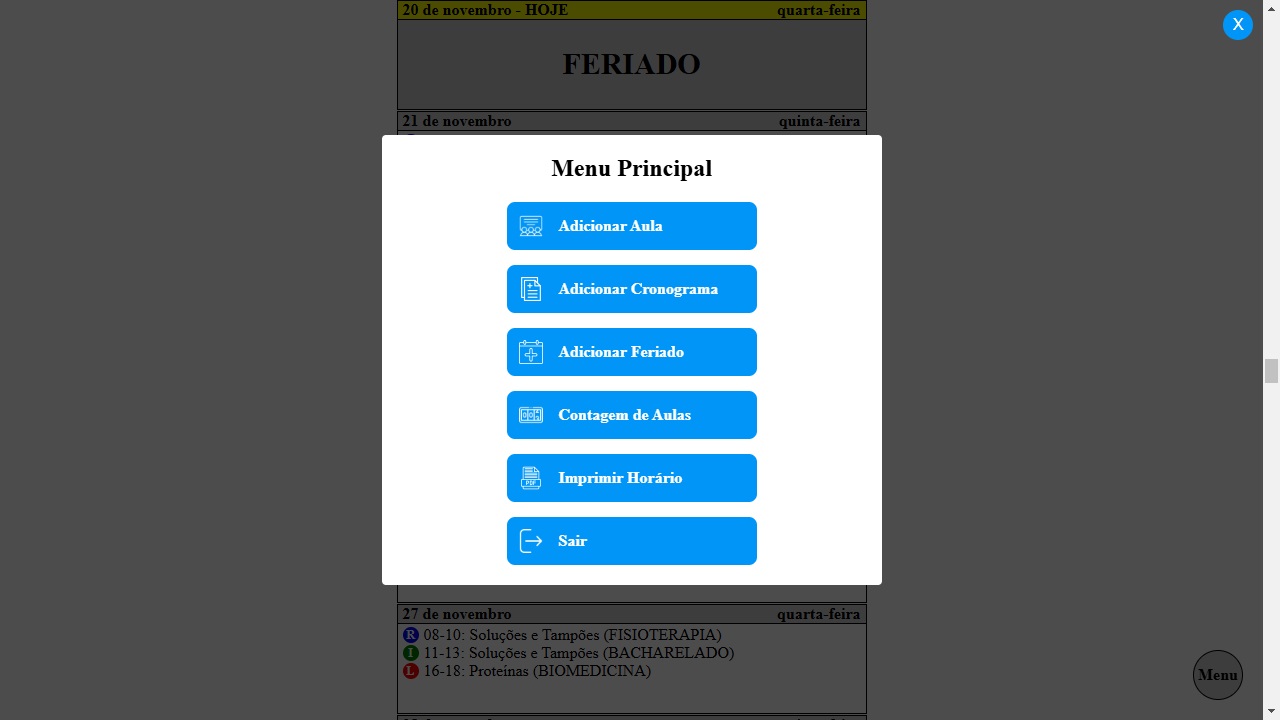 20 de novembro - HOJE quarta-feira
X
FERIADO
21 de novembro quinta-feira
Menu Principal
Adicionar Aula
Adicionar Cronograma
Adicionar Feriado
Contagem de Aulas
PDF
Imprimir Horário
Sair
27 de novembro quarta-feira
R 08-10: Soluções e Tampões (FISIOTERAPIA)
I 11-13: Soluções e Tampões (BACHARELADO)
L 16-18: Proteínas (BIOMEDICINA)
Menu